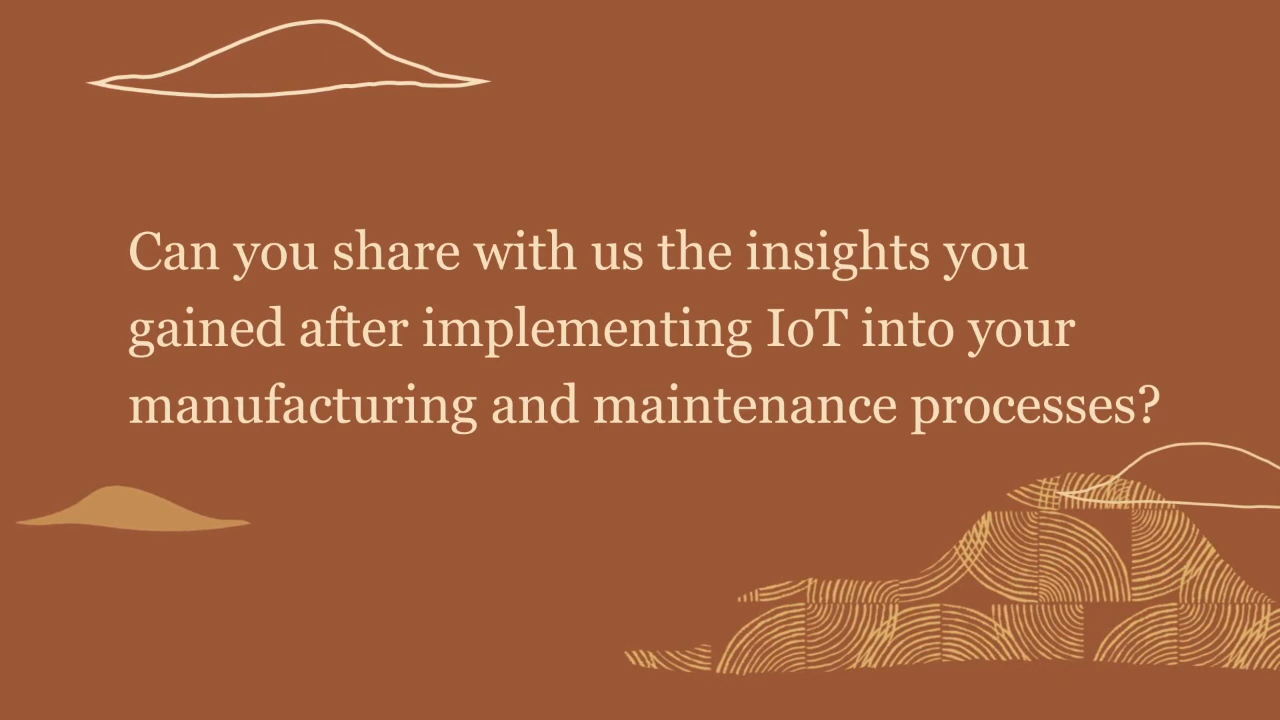 Can you share with us the insights you
gained after implementing IoT into your
manufacturing and maintenance processes?